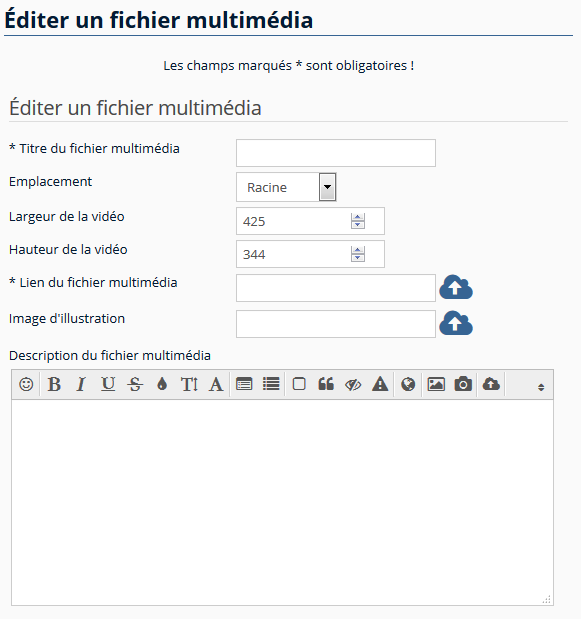 Éditer un fichier multimédia
Les champs marqués * sont obligatoires !
Éditer un fichier multimédia
* Titre du fichier multimédia
Emplacement Racine
Largeur de la vidéo 425
Hauteur de la vidéo 344
* Lien du fichier multimédia
Image d'illustration
Description du fichier multimédia
B I U S T A